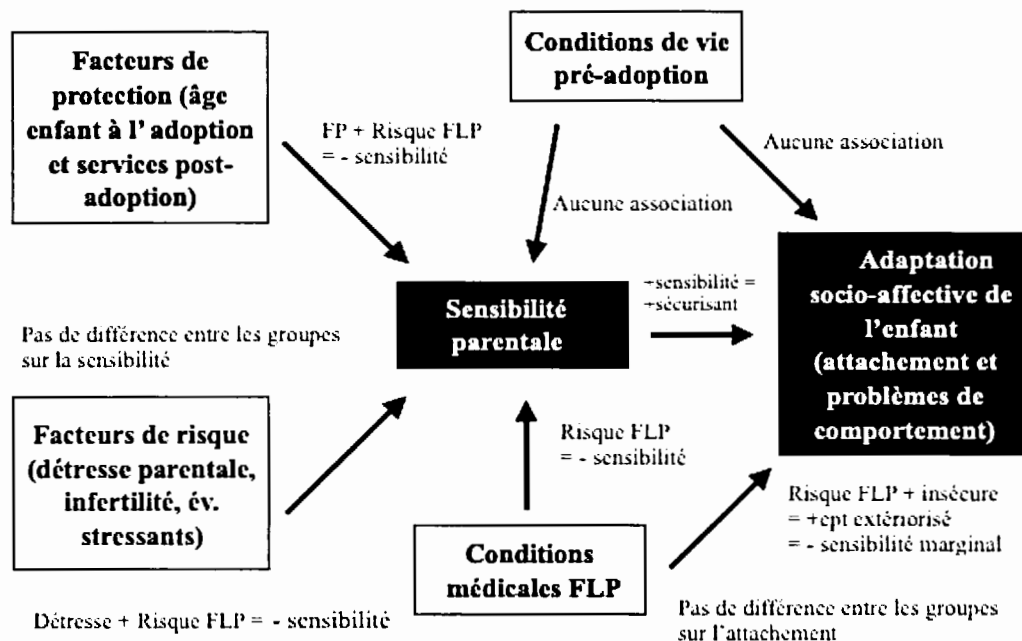 Facteurs de
protection (âge
enfant à l' adoption
et services post-
adoption)
Conditions de vie
pré-adoption
FP + Risque FLP
= - sensibilité
Aucune association
Aucune association
Sensibilité
parentale
+sensibilité =
+sécurisant
Adaptation
socio-affective de
l'enfant
(attachement et
problèmes de
comportement)
Pas de différence entre les groupes
sur la sensibilité
Facteurs de risque
(détresse parentale,
infertilité, év.
stressants)
Risque FLP
= - sensibilité
Conditions
médicales FLP
Risque FLP + insécure
= +cpt extériorisé
= - sensibilité marginal
Détresse + Risque FLP = - sensibilité
Pas de différence entre les groupes
sur l'attachement